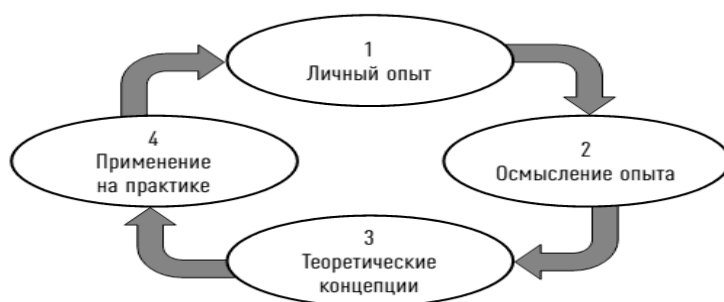 1
Личный опыт
2
Осмысление опыта
3
Теоретические
концепции
4
Применение
на практике